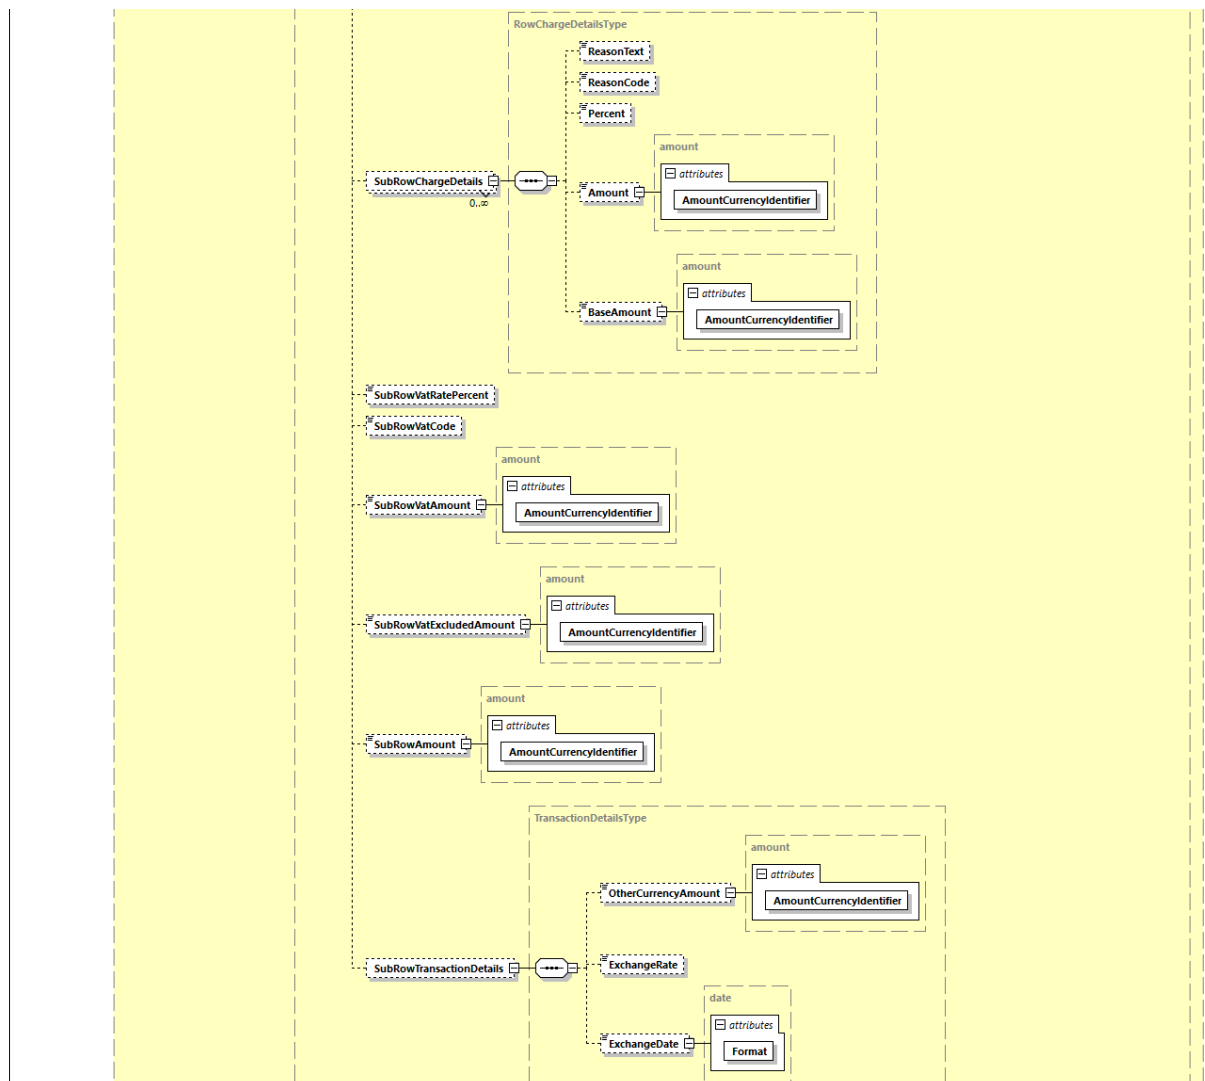 RowChargeDetailsType
ReasonText
ReasonCode
Percent
amount
attributes
AmountCurrencyIdentifier
Amount
SubRowChargeDetails
0..∞
amount
attributes
AmountCurrencyIdentifier
BaseAmount
SubRowVatRatePercent
SubRowVatCode
amount
attributes
SubRowVatAmount
AmountCurrencyIdentifier
amount
attributes
SubRowVatExcludedAmount
AmountCurrencyIdentifier
amount
attributes
SubRowAmount
AmountCurrencyIdentifier
TransactionDetailsType
amount
attributes
OtherCurrencyAmount
AmountCurrencyIdentifier
ExchangeRate
SubRowTransactionDetails
date
attributes
ExchangeDate
Format